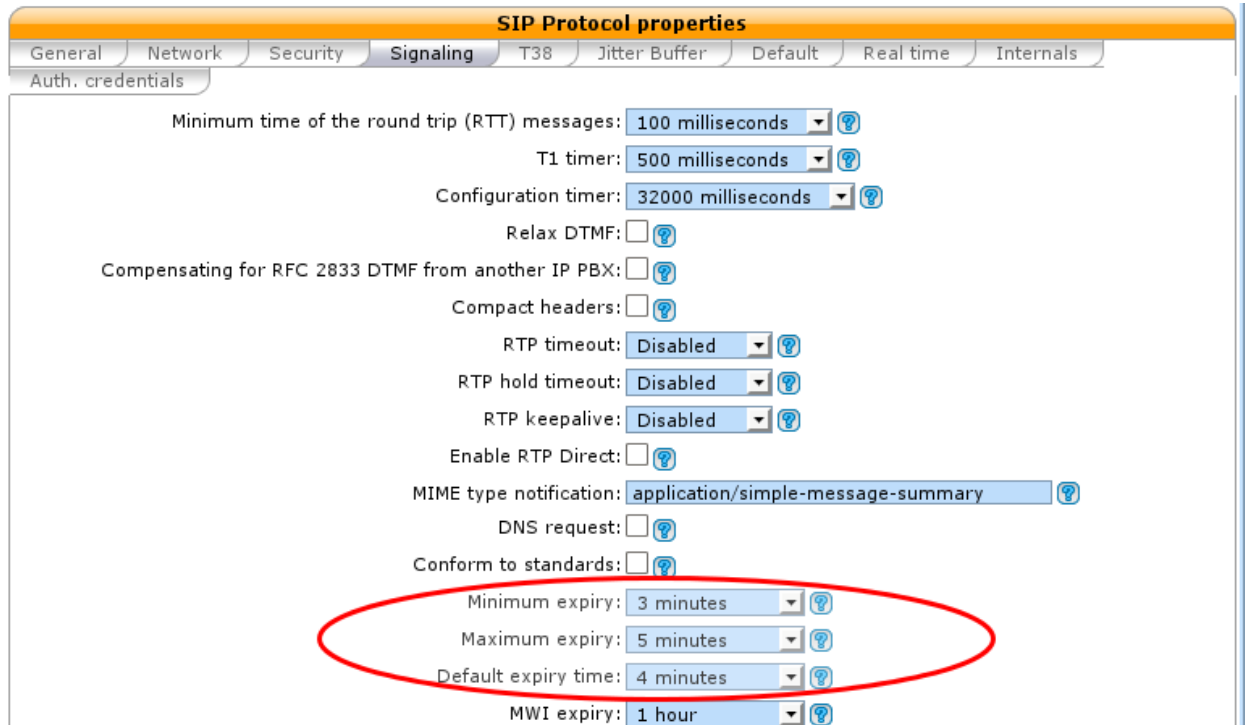 SIP Protocol properties
General Network Security Signaling T38 Jitter Buffer Default Real time Internals
Auth. credentials
Minimum time of the round trip (RTT) messages: 100 milliseconds ?
T1 timer: 500 milliseconds ?
Configuration timer: 32000 milliseconds ?
Relax DTMF: ?
Compensating for RFC 2833 DTMF from another IP PBX: ?
Compact headers: ?
RTP timeout: Disabled ?
RTP hold timeout: Disabled ?
RTP keepalive: Disabled ?
Enable RTP Direct: ?
MIME type notification: application/simple-message-summary ?
DNS request: ?
Conform to standards: ?
Minimum expiry: 3 minutes ?
Maximum expiry: 5 minutes ?
Default expiry time: 4 minutes ?
MWI expiry: 1 hour ?